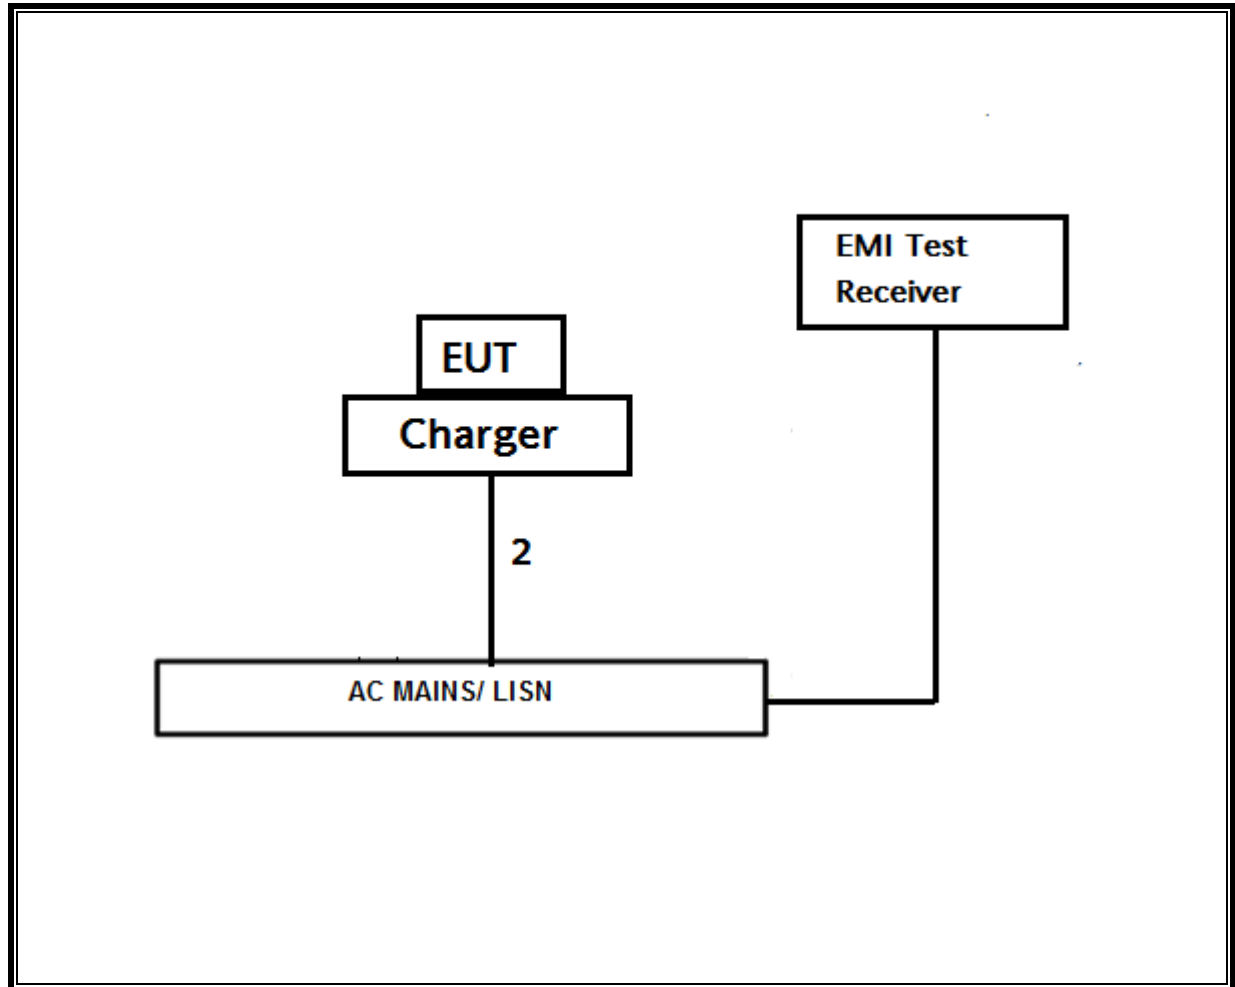 EMI Test
Receiver
EUT
Charger
2
AC MAINS/ LISN